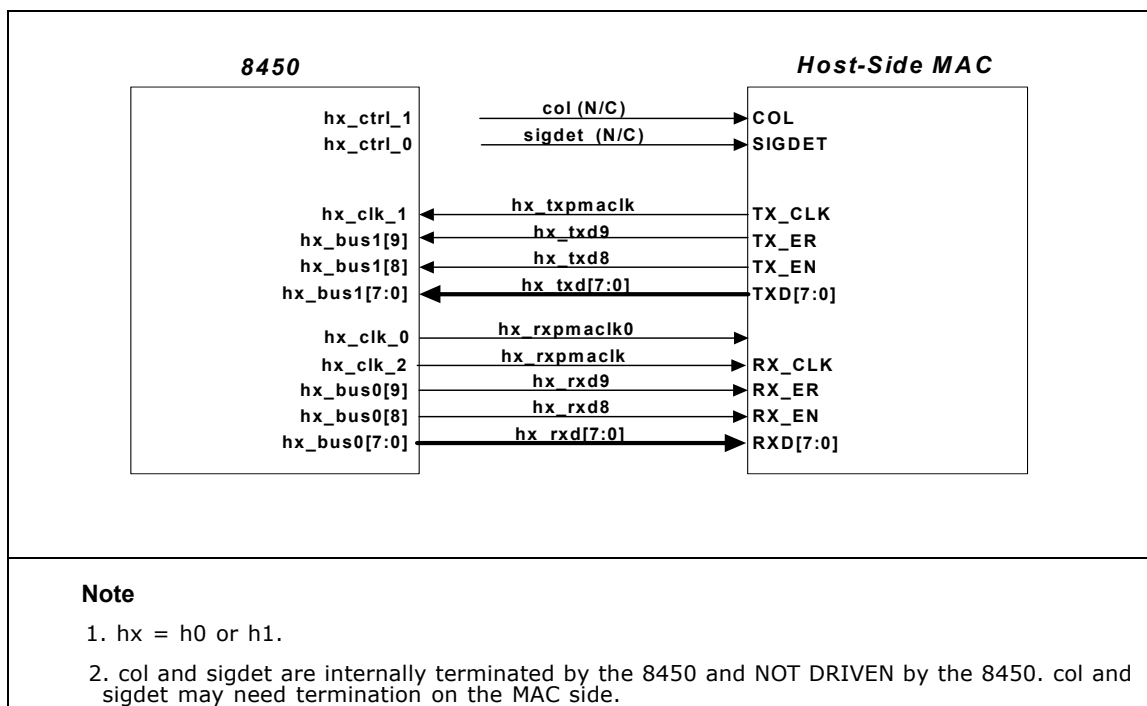 8450 Host-Side MAC
hx_ctrl_1 col (N/C) COL
hx_ctrl_0 sigdet (N/C) SIGDET
hx_clk_1 hx_txpmaclk TX_CLK
hx_bus1[9] hx_txd9 TX_ER
hx_bus1[8] hx_txd8 TX_EN
hx_bus1[7:0] hx_txd[7:0] TXD[7:0]
hx_clk_0 hx_rxpmaclk0
hx_clk_2 hx_rxpmaclk RX_CLK
hx_bus0[9] hx_rxd9 RX_ER
hx_bus0[8] hx_rxd8 RX_EN
hx_bus0[7:0] hx_rxd[7:0] RXD[7:0]
Note
1. hx = h0 or h1.
2. col and sigdet are internally terminated by the 8450 and NOT DRIVEN by the 8450. col and
sigdet may need termination on the MAC side.